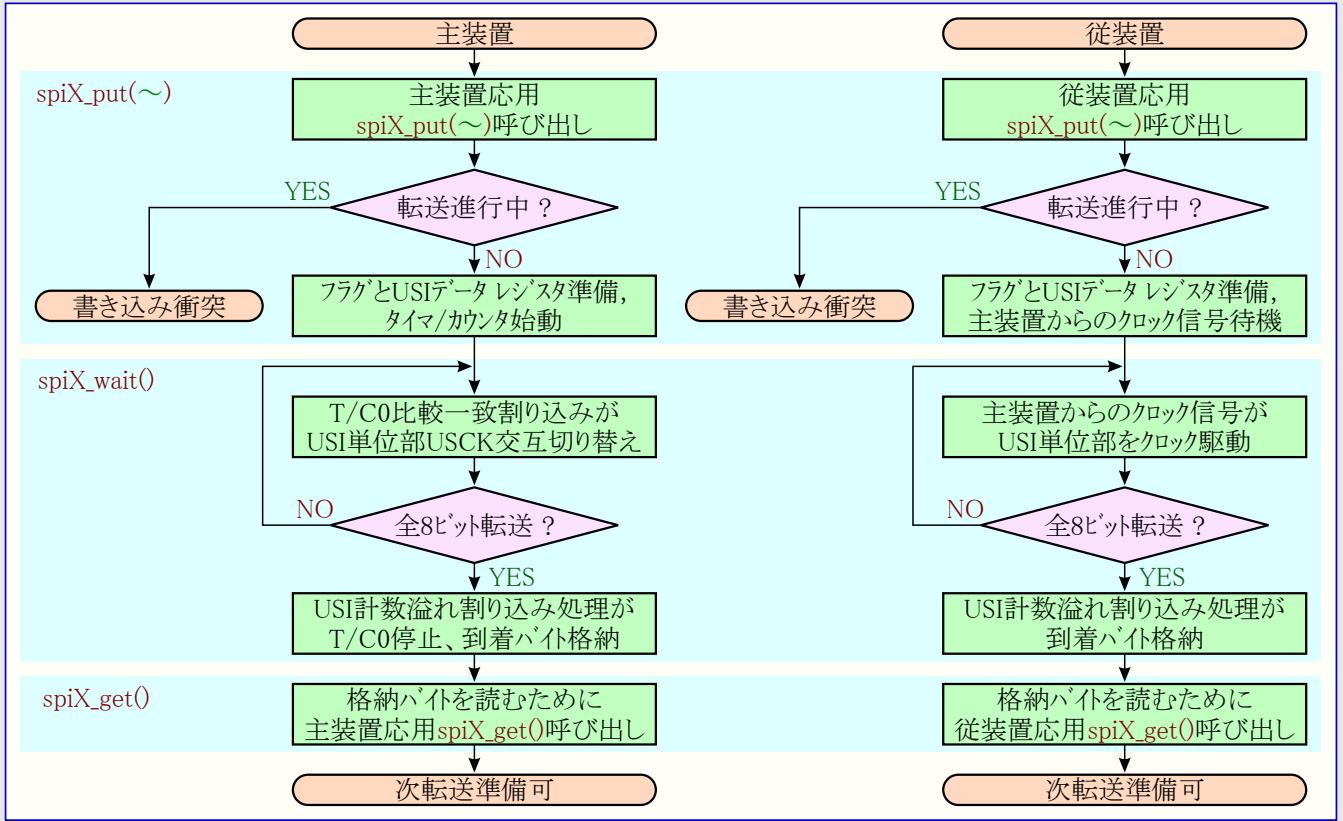 主装置
従装置
spiX_put(～)
主装置応用
spiX_put(～)呼び出し
従装置応用
spiX_put(～)呼び出し
YES
転送進行中？
YES
転送進行中？
NO
NO
書き込み衝突
フラグとUSIデータ レジスタ準備,
タイマ/カウンタ始動
書き込み衝突
フラグとUSIデータ レジスタ準備,
主装置からのクロック信号待機
spiX_wait()
T/C0比較一致割り込みが
USI単位部USCK交互切り替え
主装置からのクロック信号が
USI単位部をクロック駆動
NO
全8ビット転送？
NO
全8ビット転送？
YES
YES
USI計数溢れ割り込み処理が
T/C0停止、到着バイト格納
USI計数溢れ割り込み処理が
到着バイト格納
spiX_get()
格納バイトを読むために
主装置応用spiX_get()呼び出し
格納バイトを読むために
従装置応用spiX_get()呼び出し
次転送準備可
次転送準備可